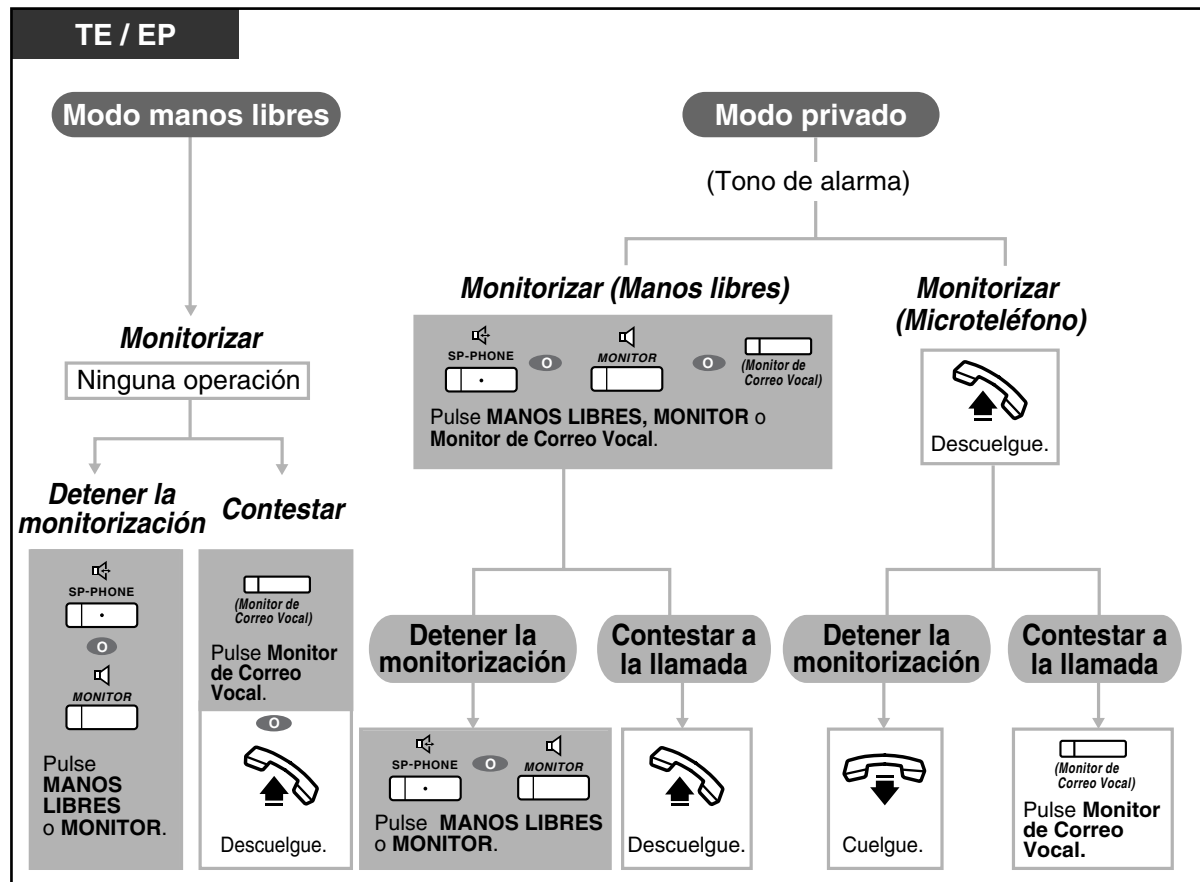 TE / EP
Modo manos libres
Monitorizar
Ninguna operación
Detener la
monitorización
SP-PHONE
O
MONITOR
Pulse
MANOS
LIBRES
o MONITOR.
Contestar
(Monitor de
Correo Vocal)
Pulse Monitor
de Correo
Vocal.
O
Descuelgue.
Modo privado
(Tono de alarma)
Monitorizar (Manos libres)
SP-PHONE
O
MONITOR
O
(Monitor de
Correo Vocal)
Pulse MANOS LIBRES, MONITOR o
Monitor de Correo Vocal.
Detener la
monitorización
SP-PHONE
O
MONITOR
Pulse MANOS LIBRES
o MONITOR.
Contestar a
la llamada
Descuelgue.
Monitorizar
(Microteléfono)
Descuelgue.
Detener la
monitorización
Cuelgue.
Contestar a
la llamada
(Monitor de
Correo Vocal)
Pulse Monitor
de Correo
Vocal.